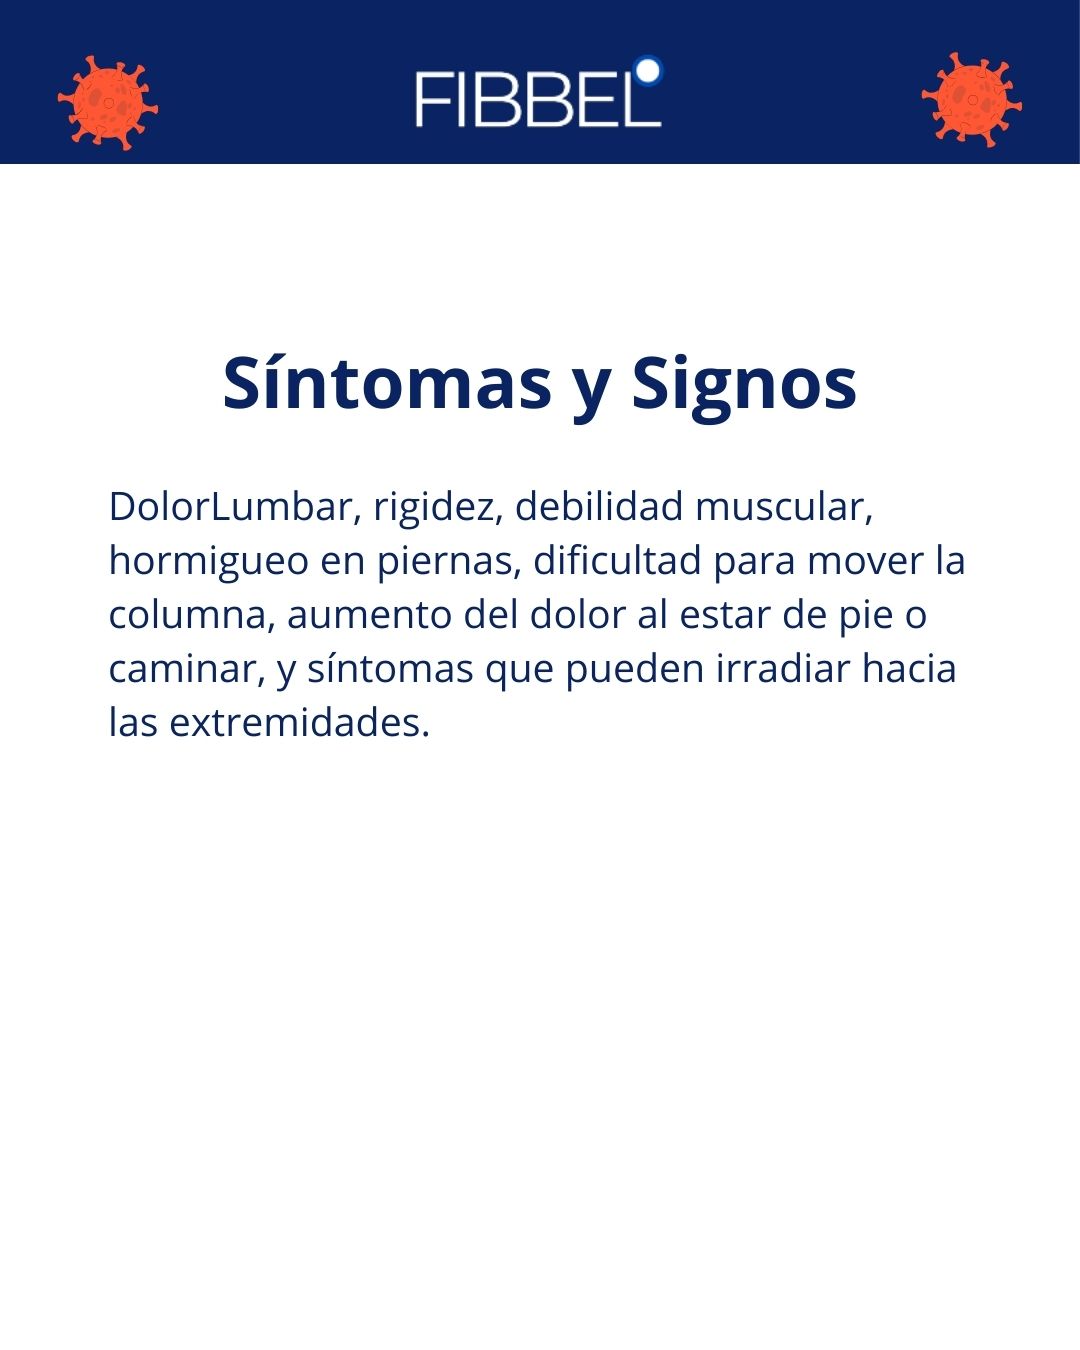 FIBBEL
Síntomas y Signos
DolorLumbar, rigidez, debilidad muscular,
hormigueo en piernas, dificultad para mover la
columna, aumento del dolor al estar de pie o
caminar, y síntomas que pueden irradiar hacia
las extremidades.